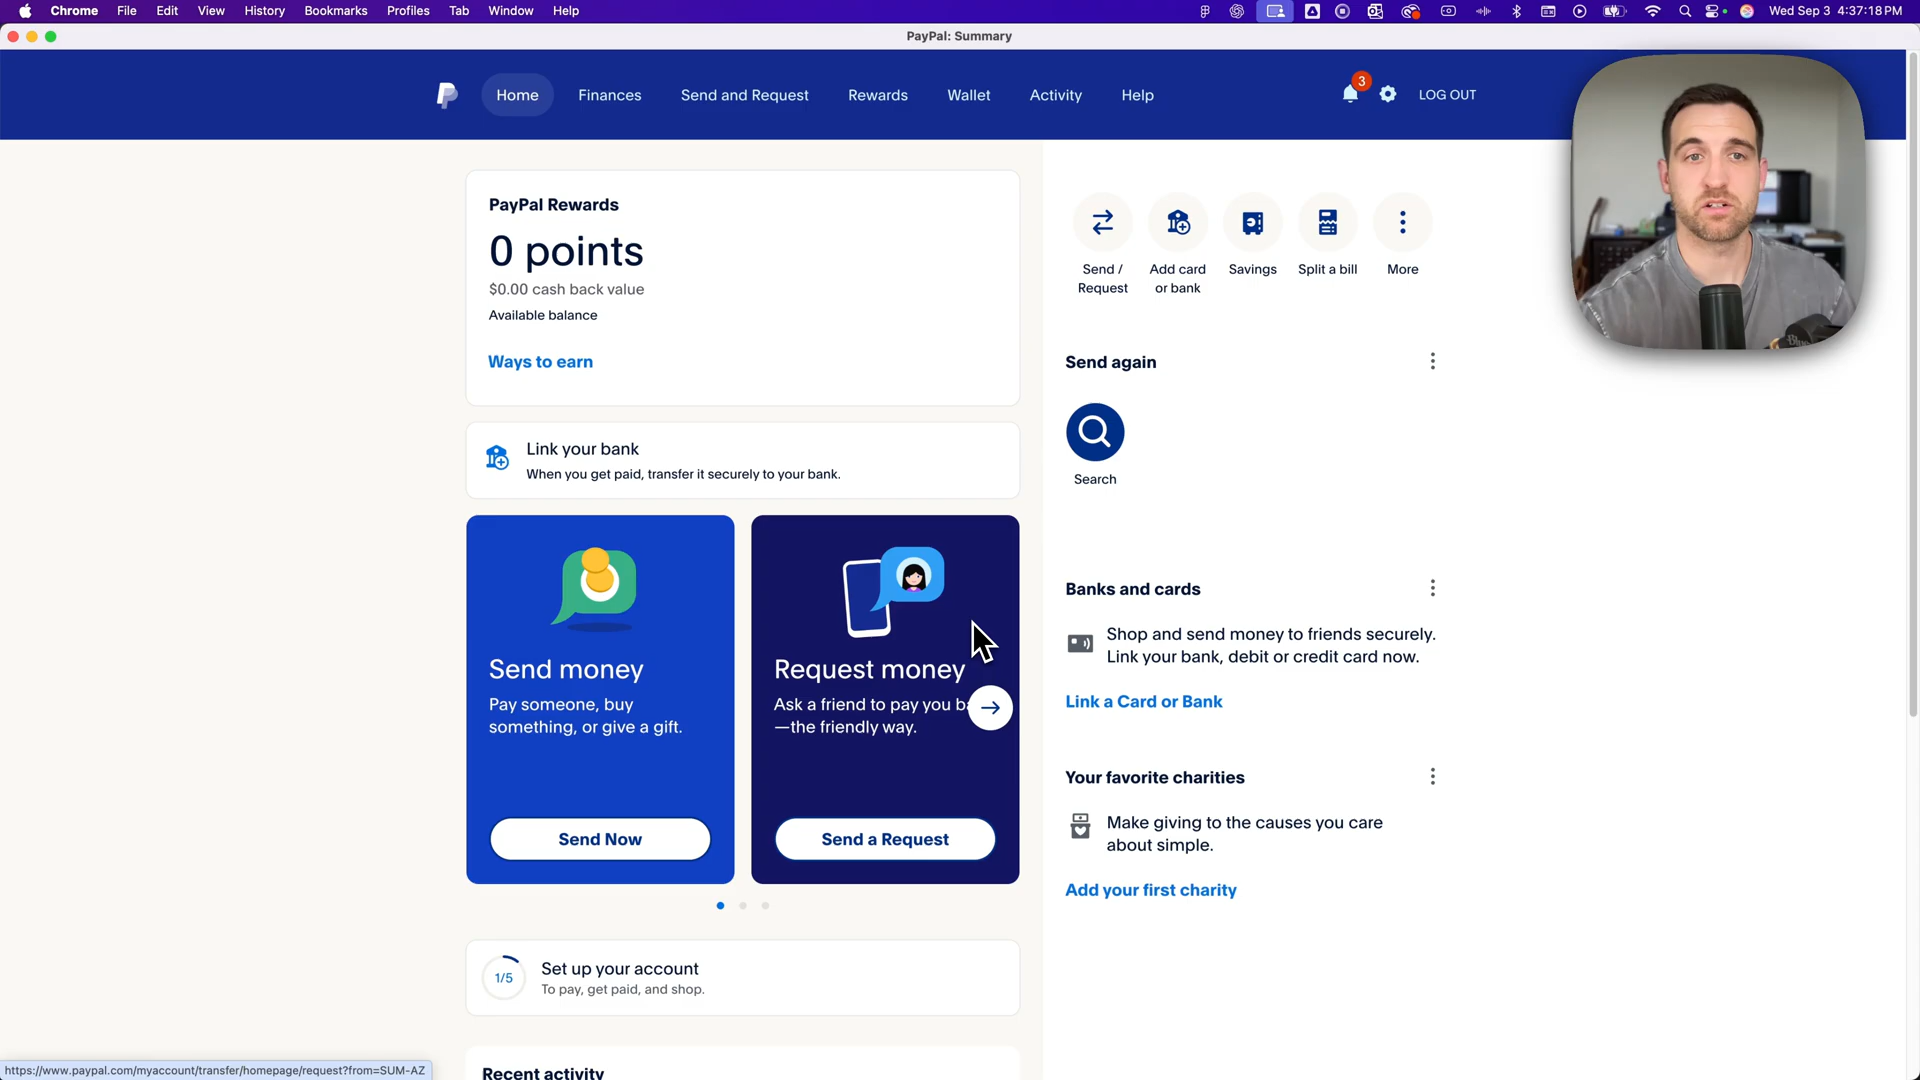 Chrome File Edit View History Bookmarks Profiles Tab Window Help
Wed Sep 3 4:37:18 PM
PayPal: Summary
Home Finances Send and Request Rewards Wallet Activity Help
3
LOG OUT
PayPal Rewards
0 points
$0.00 cash back value
Available balance
Ways to earn
Link your bank
When you get paid, transfer it securely to your bank.
Send money
Pay someone, buy
something, or give a gift.
Send Now
Request money
Ask a friend to pay you ba
—the friendly way.
Send a Request
1/5
Set up your account
To pay, get paid, and shop.
Recent activity
Send /
Request
Add card
or bank
Savings
Split a bill
More
Send again
Search
Banks and cards
Shop and send money to friends securely.
Link your bank, debit or credit card now.
Link a Card or Bank
Your favorite charities
Make giving to the causes you care
about simple.
Add your first charity
https://www.paypal.com/myaccount/transfer/homepage/request?from=SUM-AZ